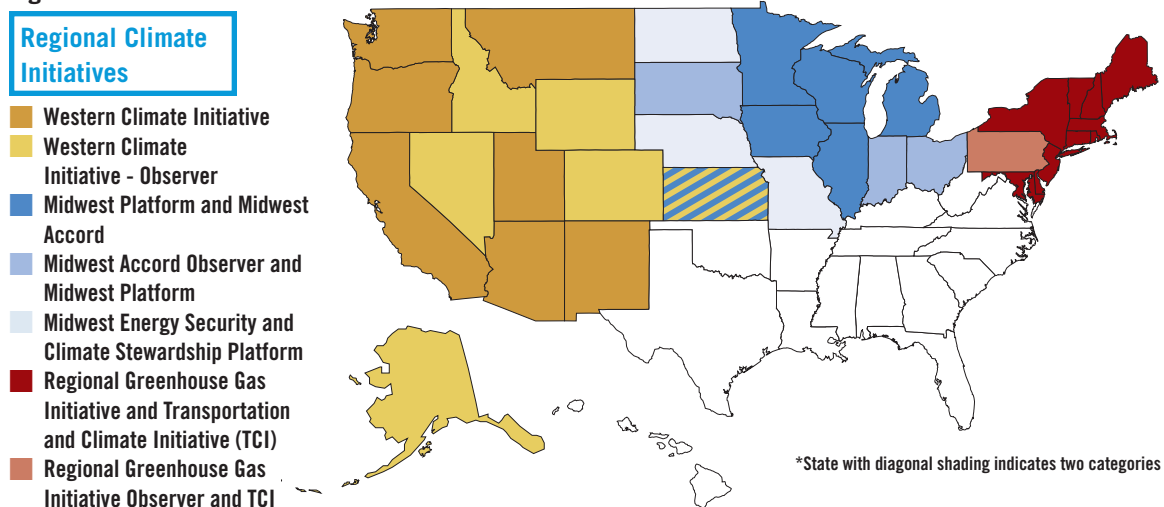 Regional Climate
Initiatives
Western Climate Initiative
Western Climate
Initiative - Observer
Midwest Platform and Midwest
Accord
Midwest Accord Observer and
Midwest Platform
Midwest Energy Security and
Climate Stewardship Platform
Regional Greenhouse Gas
Initiative and Transportation
and Climate Initiative (TCI)
Regional Greenhouse Gas
Initiative Observer and TCI
*State with diagonal shading indicates two categories